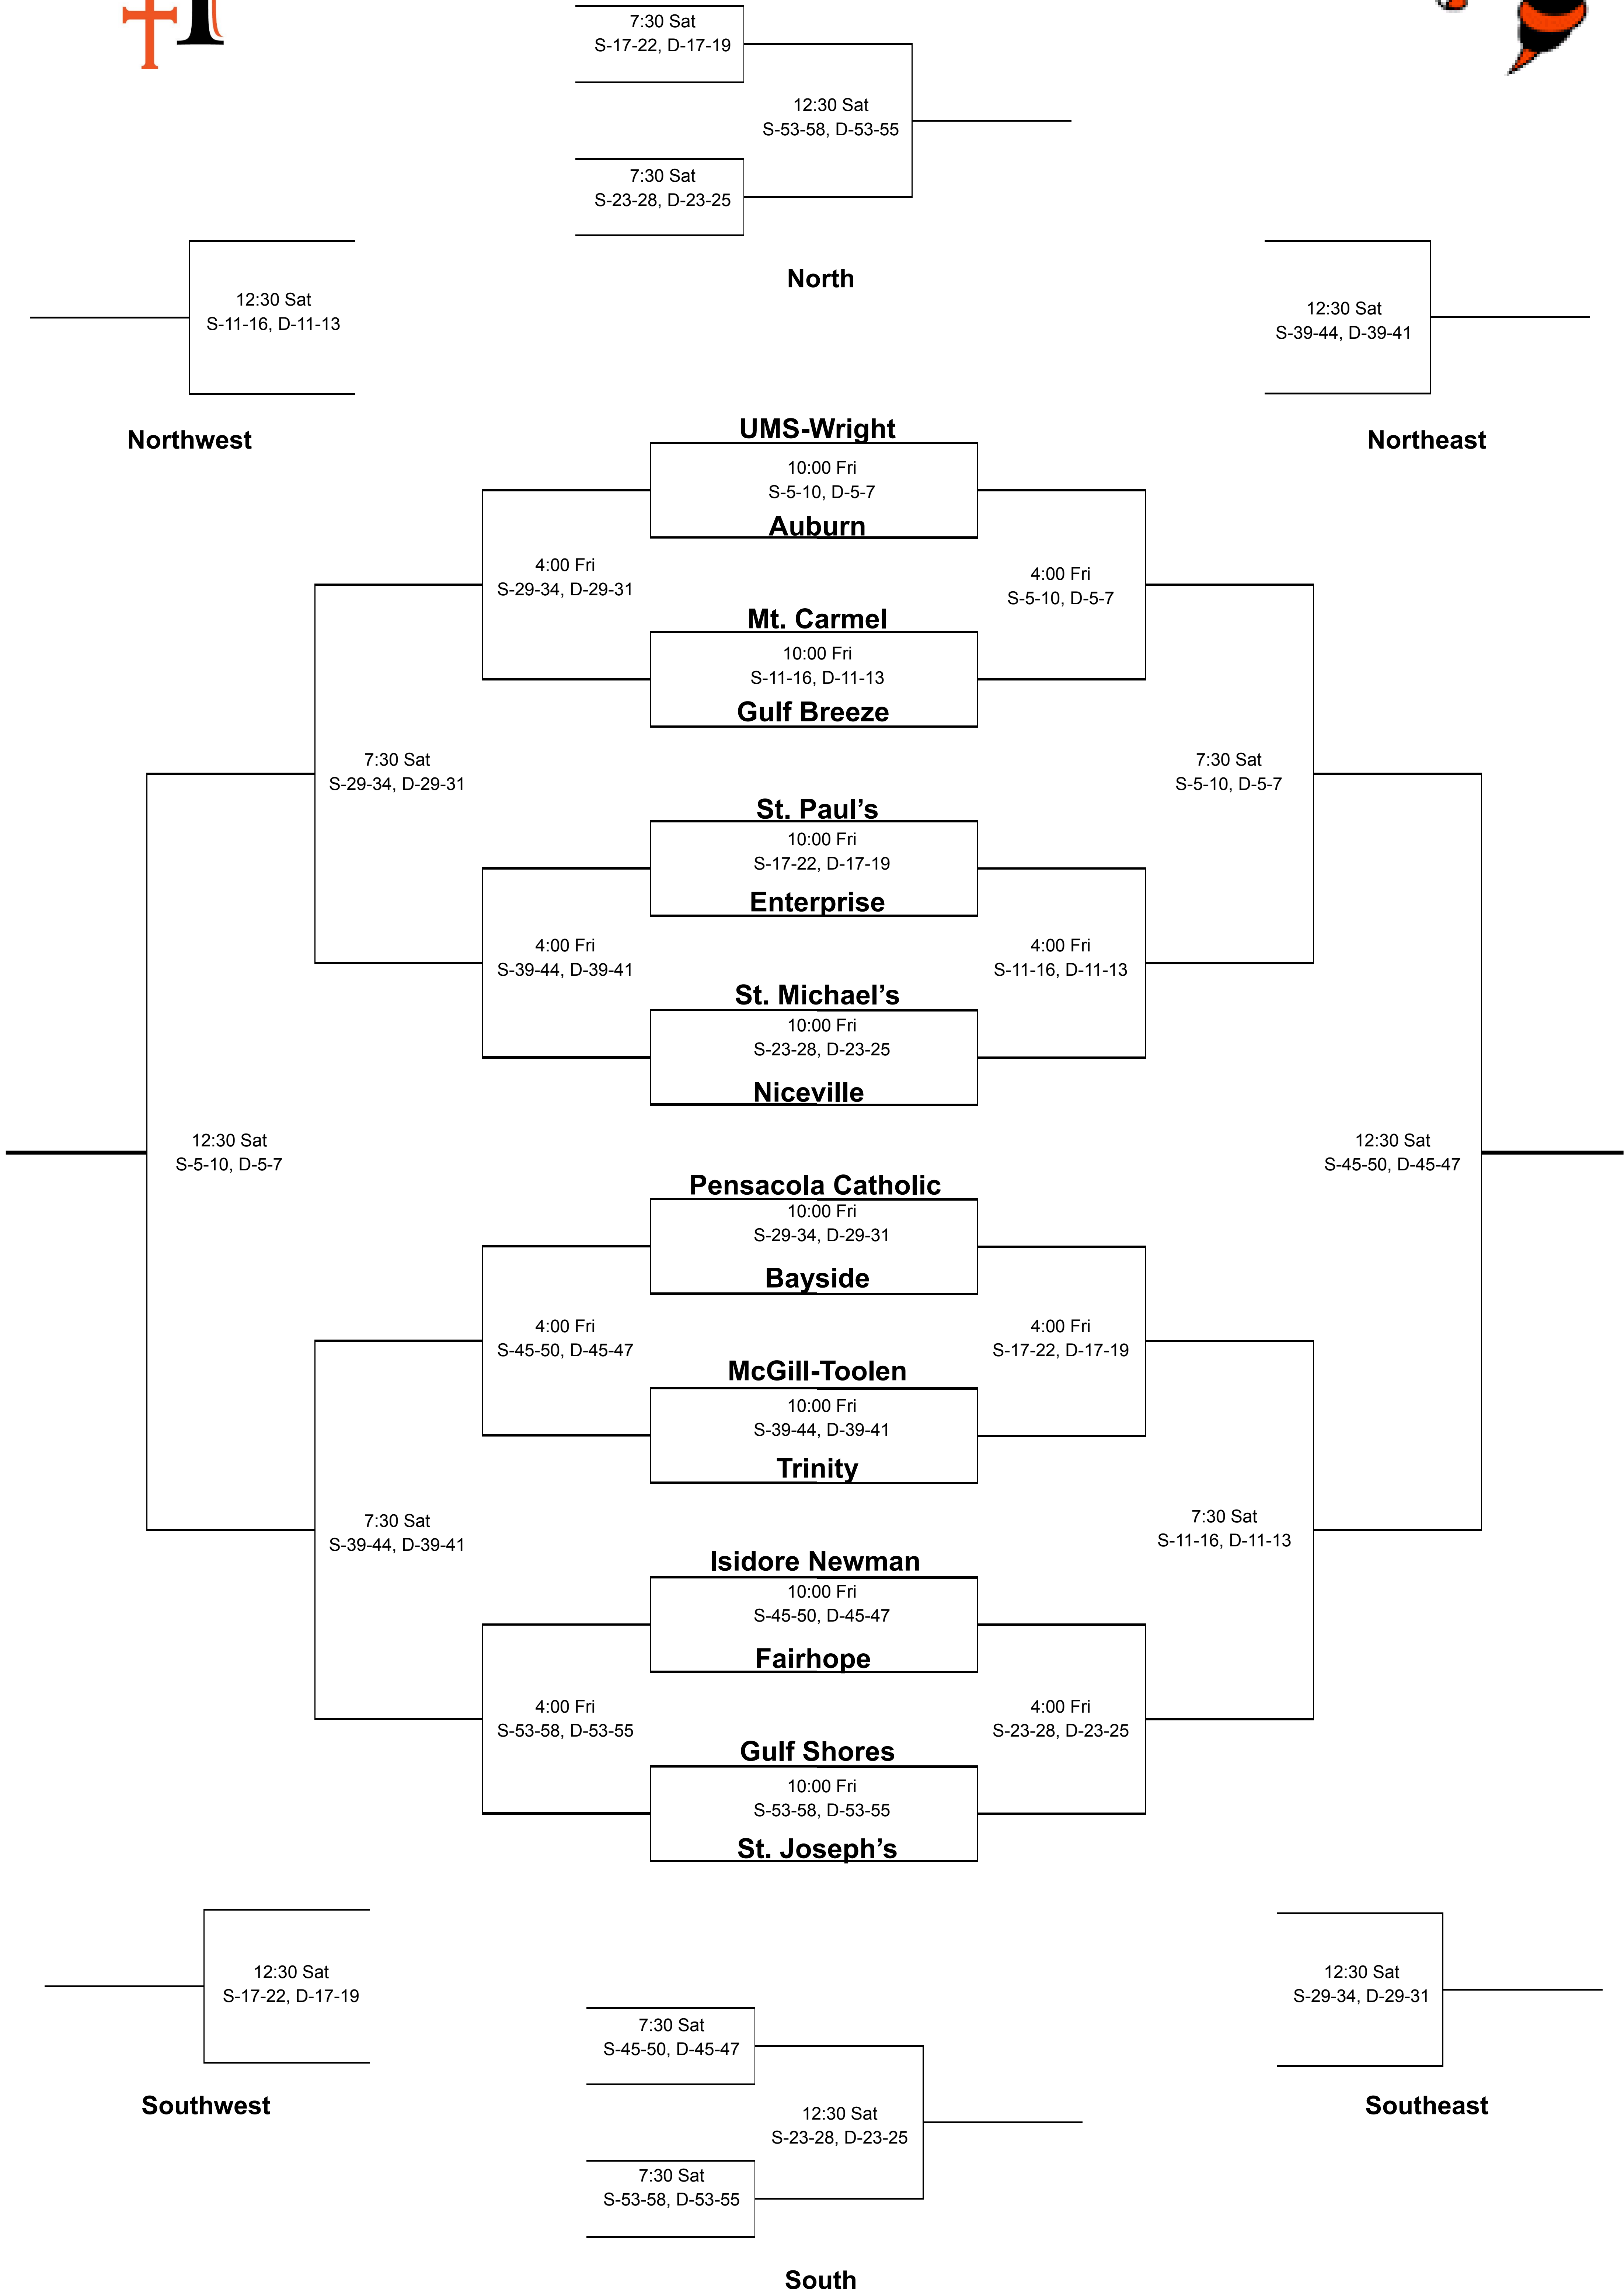 7:30 Sat
S-17-22, D-17-19
12:30 Sat
S-53-58, D-53-55
7:30 Sat
S-23-28, D-23-25
North
12:30 Sat
S-11-16, D-11-13
Northwest
12:30 Sat
S-39-44, D-39-41
Northeast
UMS-Wright
10:00 Fri
S-5-10, D-5-7
Auburn
4:00 Fri
S-29-34, D-29-31
4:00 Fri
S-5-10, D-5-7
Mt. Carmel
10:00 Fri
S-11-16, D-11-13
Gulf Breeze
7:30 Sat
S-29-34, D-29-31
7:30 Sat
S-5-10, D-5-7
St. Paul’s
10:00 Fri
S-17-22, D-17-19
Enterprise
4:00 Fri
S-39-44, D-39-41
4:00 Fri
S-11-16, D-11-13
St. Michael’s
10:00 Fri
S-23-28, D-23-25
Niceville
12:30 Sat
S-5-10, D-5-7
12:30 Sat
S-45-50, D-45-47
Pensacola Catholic
10:00 Fri
S-29-34, D-29-31
Bayside
4:00 Fri
S-45-50, D-45-47
4:00 Fri
S-17-22, D-17-19
McGill-Toolen
10:00 Fri
S-39-44, D-39-41
Trinity
7:30 Sat
S-39-44, D-39-41
7:30 Sat
S-11-16, D-11-13
Isidore Newman
10:00 Fri
S-45-50, D-45-47
Fairhope
4:00 Fri
S-53-58, D-53-55
4:00 Fri
S-23-28, D-23-25
Gulf Shores
10:00 Fri
S-53-58, D-53-55
St. Joseph’s
12:30 Sat
S-17-22, D-17-19
Southwest
12:30 Sat
S-29-34, D-29-31
Southeast
7:30 Sat
S-45-50, D-45-47
12:30 Sat
S-23-28, D-23-25
7:30 Sat
S-53-58, D-53-55
South